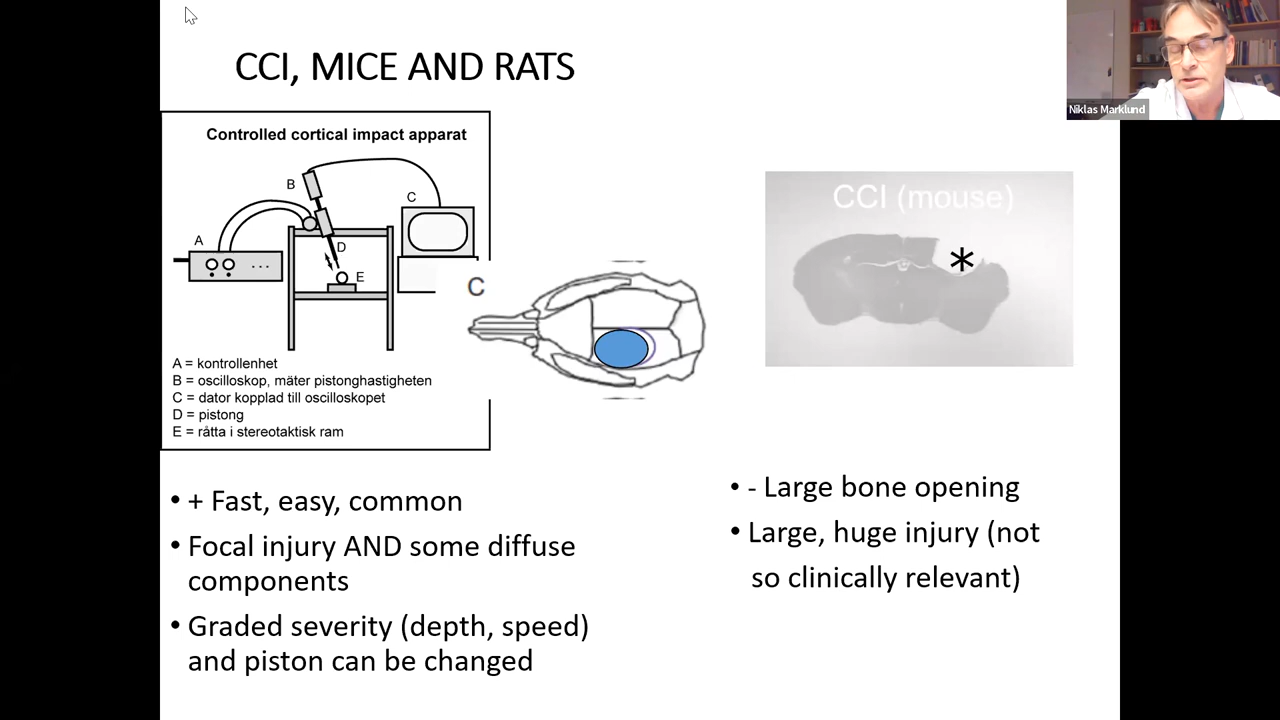 CCI, MICE AND RATS
Niklas Marklund
Controlled cortical impact apparat
B
C
A
D
E
...
A = kontrollenhet
B = oscilloskop, mäter pistonghastigheten
C = dator kopplad till oscilloskopet
D = pistong
E = råtta i stereotaktisk ram
C
CCI (mouse)
*
• + Fast, easy, common
• Focal injury AND some diffuse
components
• Graded severity (depth, speed)
and piston can be changed
• - Large bone opening
• Large, huge injury (not
so clinically relevant)